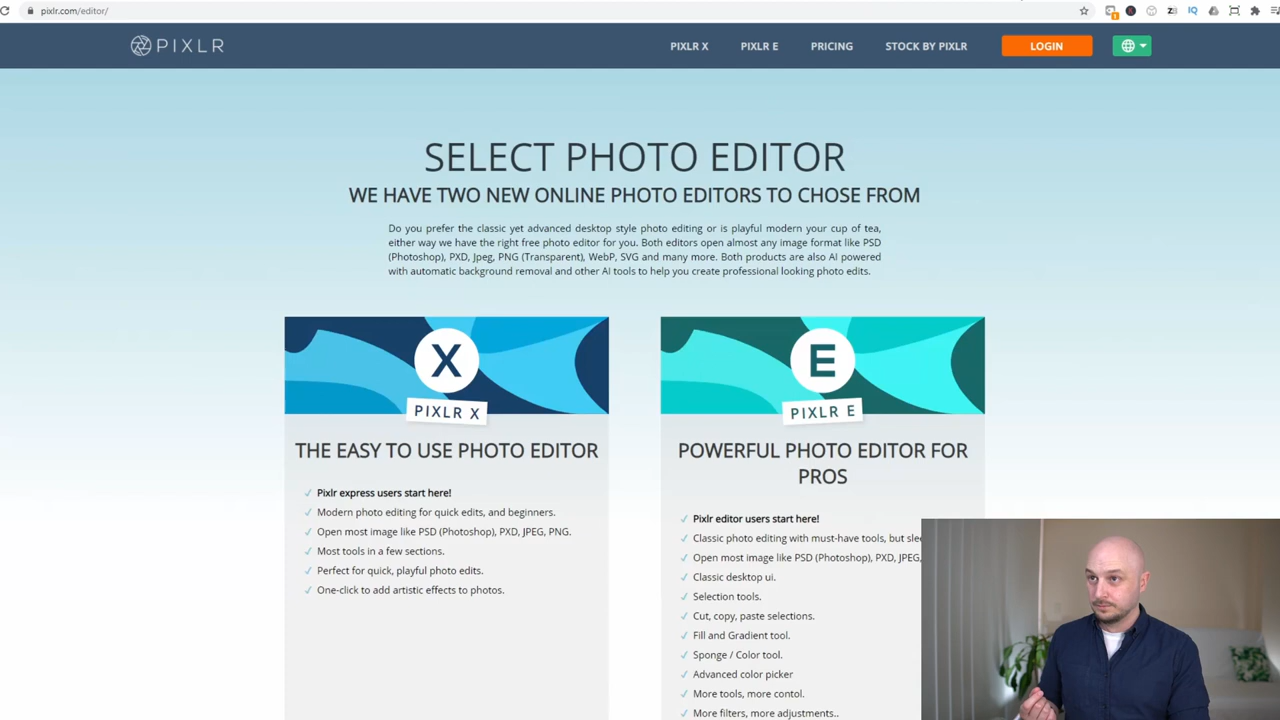 pixlr.com/editor/
PIXLR
PIXLR X
PIXLR E
PRICING
STOCK BY PIXLR
LOGIN
SELECT PHOTO EDITOR
WE HAVE TWO NEW ONLINE PHOTO EDITORS TO CHOSE FROM
Do you prefer the classic yet advanced desktop style photo editing or is playful modern your cup of tea,
either way we have the right free photo editor for you. Both editors open almost any image format like PSD
(Photoshop), PXD, Jpeg, PNG (Transparent), WebP, SVG and many more. Both products are also AI powered
with automatic background removal and other AI tools to help you create professional looking photo edits.
X
PIXLR X
THE EASY TO USE PHOTO EDITOR
✓ Pixlr express users start here!
✓ Modern photo editing for quick edits, and beginners.
✓ Open most image like PSD (Photoshop), PXD, JPEG, PNG.
✓ Most tools in a few sections.
✓ Perfect for quick, playful photo edits.
✓ One-click to add artistic effects to photos.
E
PIXLR E
POWERFUL PHOTO EDITOR FOR
PROS
✓ Pixlr editor users start here!
✓ Classic photo editing with must-have tools, but
✓ Open most image like PSD (Photoshop), PXD, JPEG,
✓ Classic desktop ui.
✓ Selection tools.
✓ Cut, copy, paste selections.
✓ Fill and Gradient tool.
✓ Sponge / Color tool.
✓ Advanced color picker
✓ More tools, more contol.
✓ More filters, more adjustments..